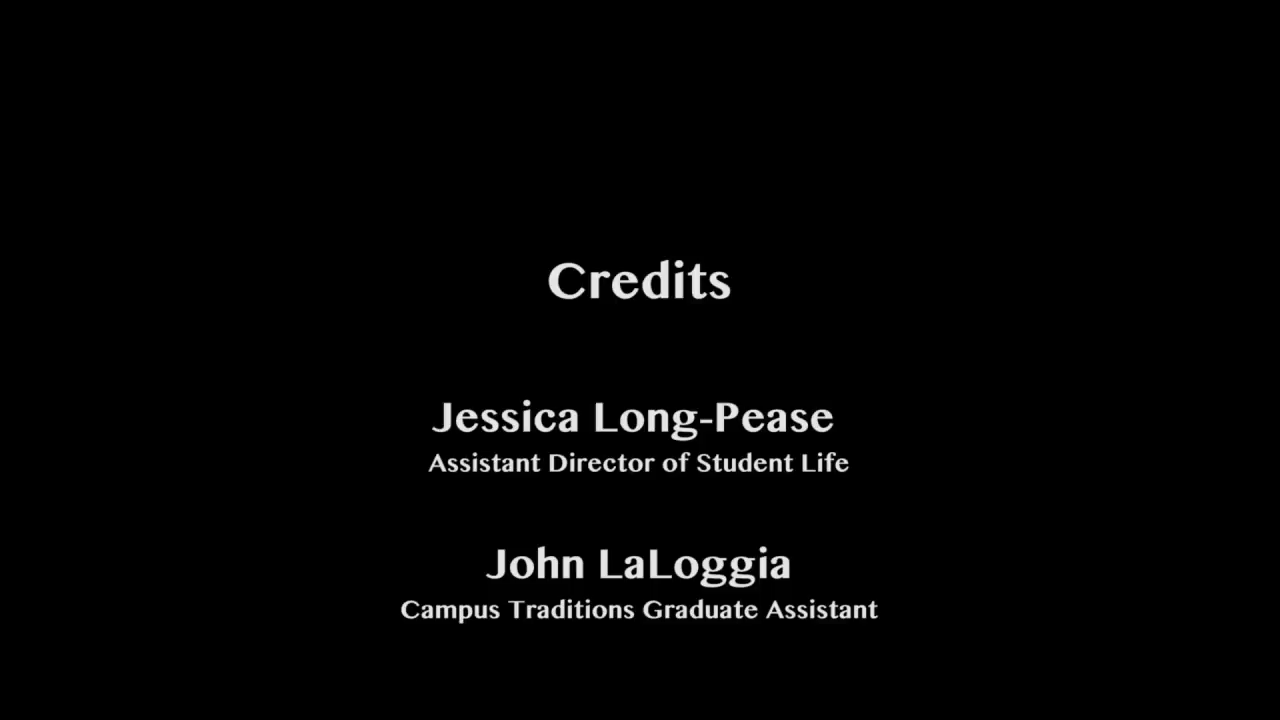 Credits
Jessica Long-Pease
Assistant Director of Student Life
John LaLoggia
Campus Traditions Graduate Assistant